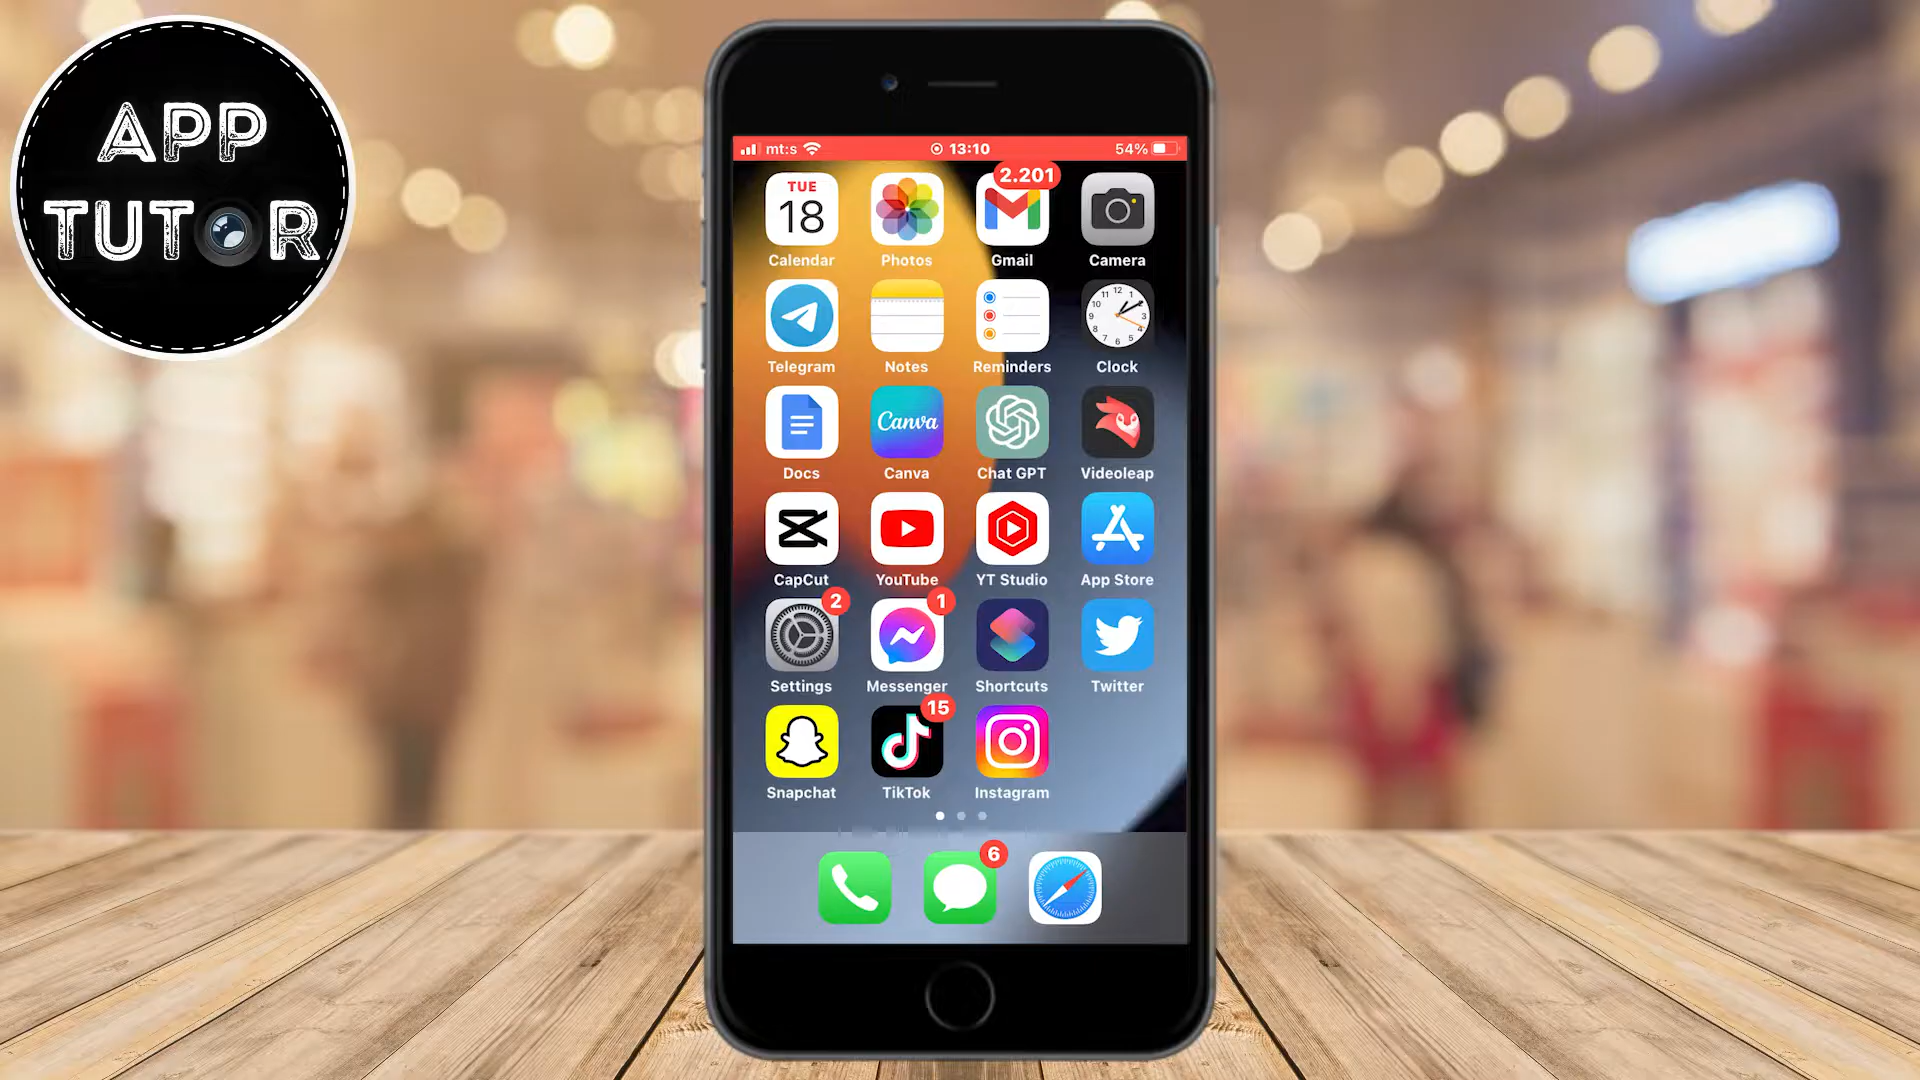 APP
TUTOR
mt:s 13:10 54%
TUE
18
2.201
Calendar Photos Gmail Camera
Telegram Notes Reminders Clock
Canva
Docs Canva Chat GPT Videoleap
CapCut YouTube YT Studio App Store
2 1
Settings Messenger Shortcuts Twitter
15
Snapchat TikTok Instagram
6